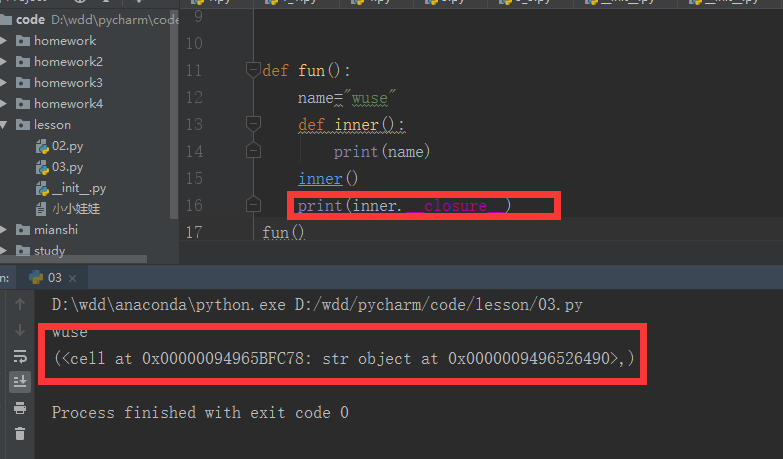 code D:\wdd\pycharm\code
homework
homework2
homework3
homework4
lesson
02.py
03.py
__init__.py
小小娃娃
mianshi
study
9
10
11 def fun():
12 name="wuse"
13 def inner():
14 print(name)
15 inner()
16 print(inner.__closure__)
17 fun()
03
D:\wdd\anaconda\python.exe D:/wdd/pycharm/code/lesson/03.py
wuse
(<cell at 0x00000094965BFC78: str object at 0x0000009496526490>,)
Process finished with exit code 0